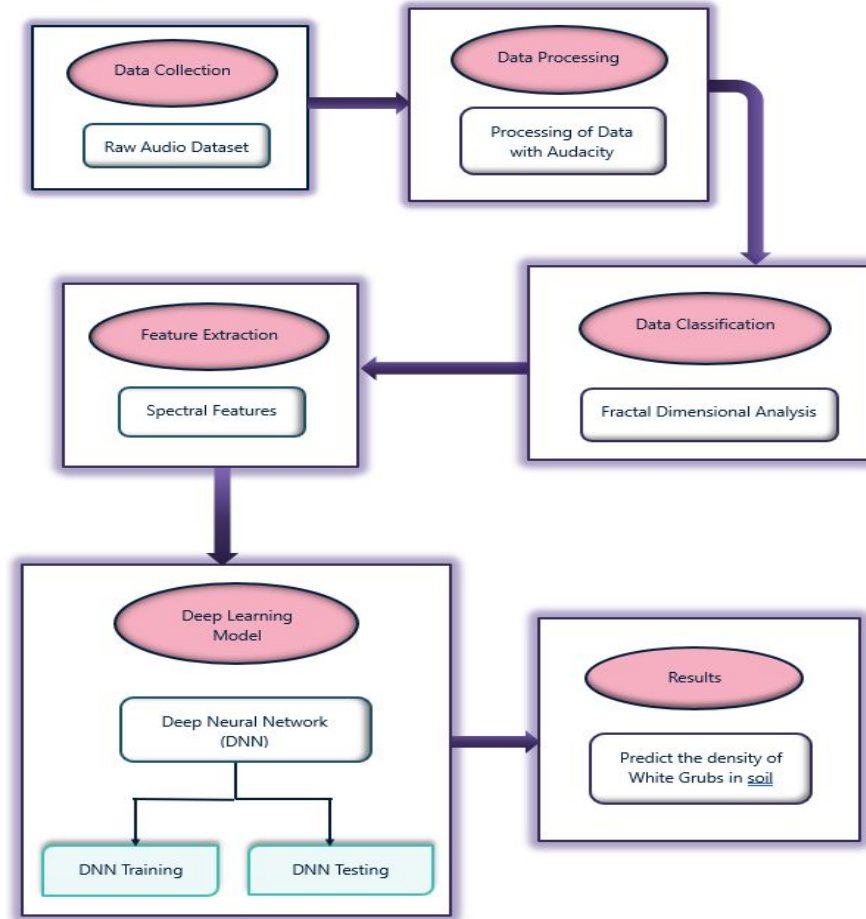 Data Collection
Raw Audio Dataset
Data Processing
Processing of Data
with Audacity
Data Classification
Fractal Dimensional Analysis
Feature Extraction
Spectral Features
Deep Learning
Model
Deep Neural Network
(DNN)
DNN Training
DNN Testing
Results
Predict the density of
White Grubs in soil